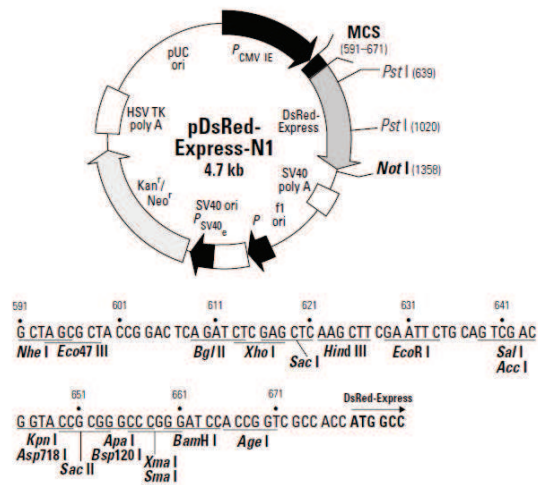 MCS
(591–671)
pUC
ori
P CMV IE
Pst I (639)
HSV TK
poly A
pDsRed-
Express-N1
4.7 kb
DsRed-
Express
Pst I (1020)
Not I (1358)
SV40
poly A
Kan r/
Neo r
SV40 ori
P SV40 e
P
f1
ori
591 601 611 621 631 641
G CTA GCG CTA CCG GAC TCA GAT CTC GAG CTC AAG CTT CGA ATT CTG CAG TCG AC
Nhe I Eco47 III Bgl II Xho I Sac I Hind III EcoR I Sal I
Acc I
651 661 671 DsRed-Express
G GTA CCG CGG GCC CGG GAT CCA CCG GTC GCC ACC ATG GCC
Kpn I Apa I BamH I Age I
Asp718 I Bsp120 I
Sac II Xma I
Sma I